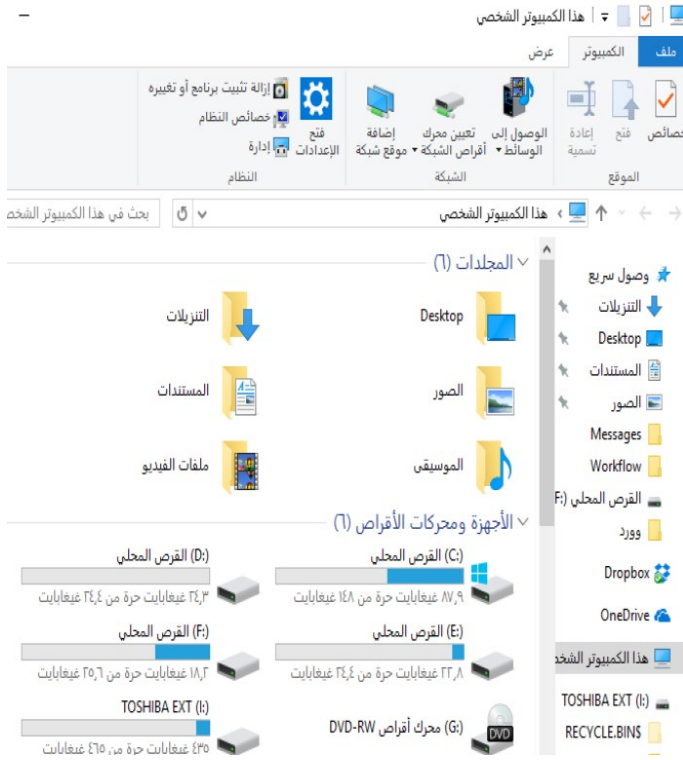 هذا الكمبيوتر الشخصي
ملف
الكمبيوتر
عرض
خصائص
فتح
إعادة تسمية
الموقع
الوصول إلى الوسائط
تعيين محرك أقراص الشبكة
إضافة موقع شبكة
الشبكة
فتح الإعدادات
إزالة تثبيت برنامج أو تغييره
خصائص النظام
إدارة
النظام
هذا الكمبيوتر الشخصي
بحث في هذا الكمبيوتر
وصول سريع
التنزيلات
Desktop
المستندات
الصور
Messages
Workflow
القرص المحلي (F:
وورد
Dropbox
OneDrive
هذا الكمبيوتر
TOSHIBA EXT (I:)
RECYCLE.BIN$
المجلدات (٦)
Desktop
التنزيلات
الصور
المستندات
الموسيقى
ملفات الفيديو
الأجهزة ومحركات الأقراص (٦)
القرص المحلي (C:)
٨٧,٩ غيغابايت حرة من ١٤٨ غيغابايت
القرص المحلي (D:)
٢٤,٣ غيغابايت حرة من ٢٤,٤ غيغابايت
القرص المحلي (E:)
٢٢,٨ غيغابايت حرة من ٢٤,٤ غيغابايت
القرص المحلي (F:)
١٨,٢ غيغابايت حرة من ٢٥,٦ غيغابايت
محرك أقراص DVD-RW (G:)
DVD
TOSHIBA EXT (I:)
٤٣٥ غيغابايت حرة من ٤٦٥ غيغابايت